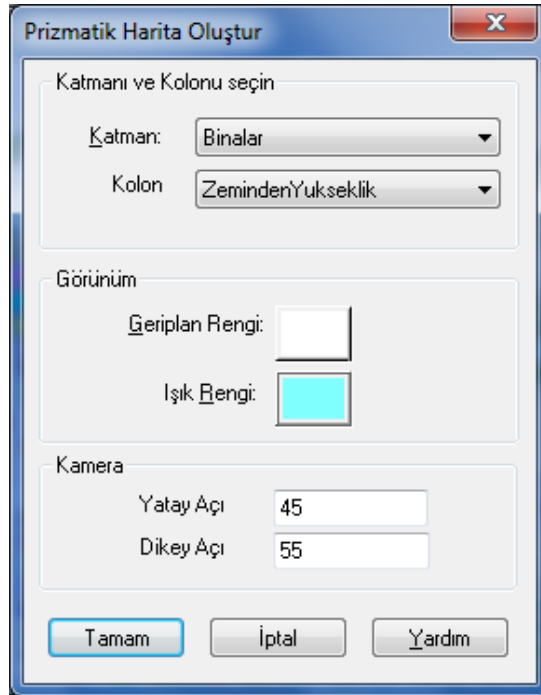 Prizmatik Harita Oluştur
Katmanı ve Kolonu seçin
Katman: Binalar
Kolon ZemindenYukseklik
Görünüm
Geriplan Rengi:
Işık Rengi:
Kamera
Yatay Açı 45
Dikey Açı 55
Tamam İptal Yardım